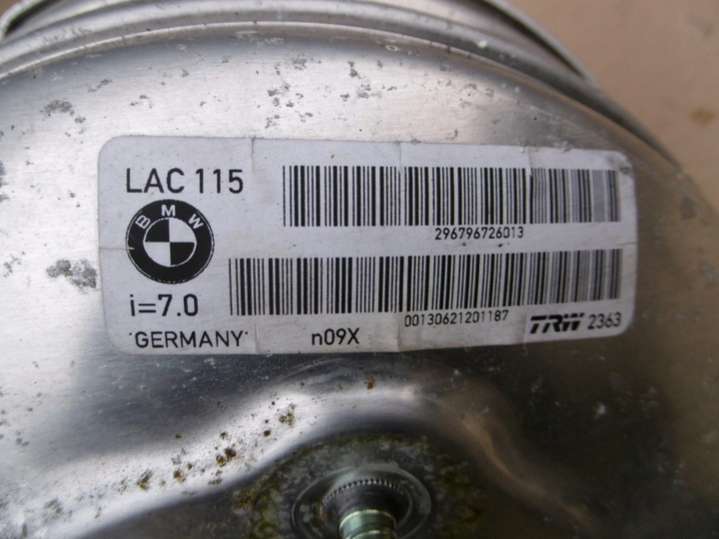 LAC 115
BMW
296796726013
i=7.0
00130621201187
TRW 2363
GERMANY
n09X